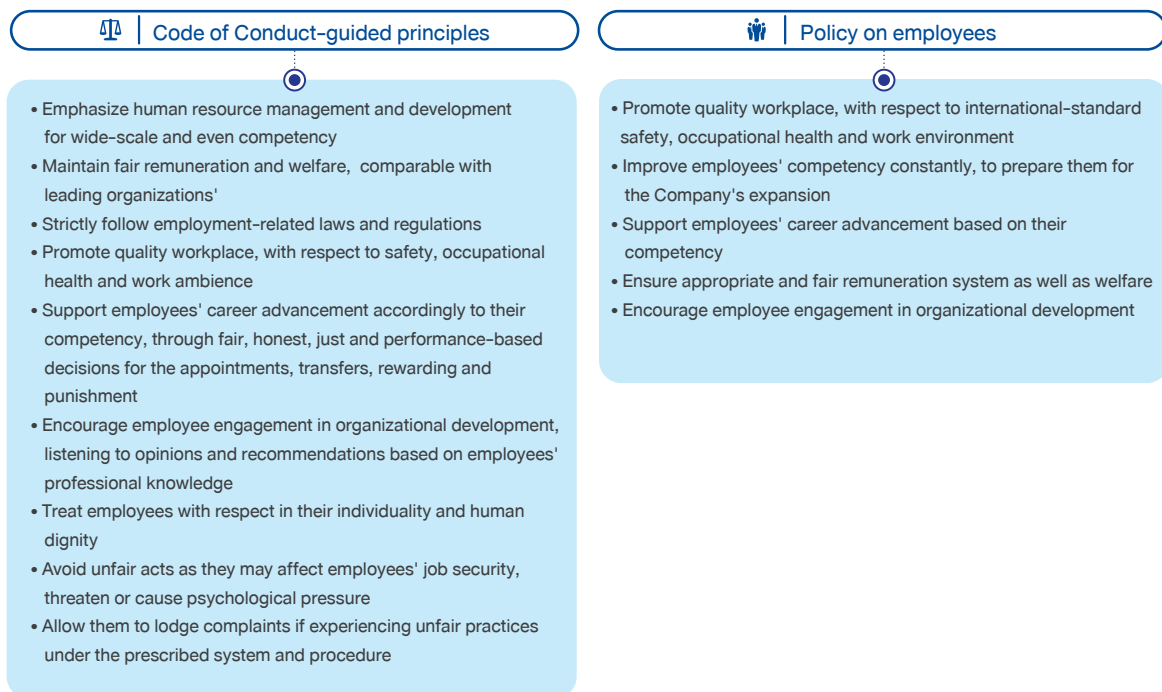 Code of Conduct-guided principles
• Emphasize human resource management and development
for wide-scale and even competency
• Maintain fair remuneration and welfare, comparable with
leading organizations'
• Strictly follow employment-related laws and regulations
• Promote quality workplace, with respect to safety, occupational
health and work ambience
• Support employees' career advancement accordingly to their
competency, through fair, honest, just and performance-based
decisions for the appointments, transfers, rewarding and
punishment
• Encourage employee engagement in organizational development,
listening to opinions and recommendations based on employees'
professional knowledge
• Treat employees with respect in their individuality and human
dignity
• Avoid unfair acts as they may affect employees' job security,
threaten or cause psychological pressure
• Allow them to lodge complaints if experiencing unfair practices
under the prescribed system and procedure
Policy on employees
• Promote quality workplace, with respect to international-standard
safety, occupational health and work environment
• Improve employees' competency constantly, to prepare them for
the Company's expansion
• Support employees' career advancement based on their
competency
• Ensure appropriate and fair remuneration system as well as welfare
• Encourage employee engagement in organizational development